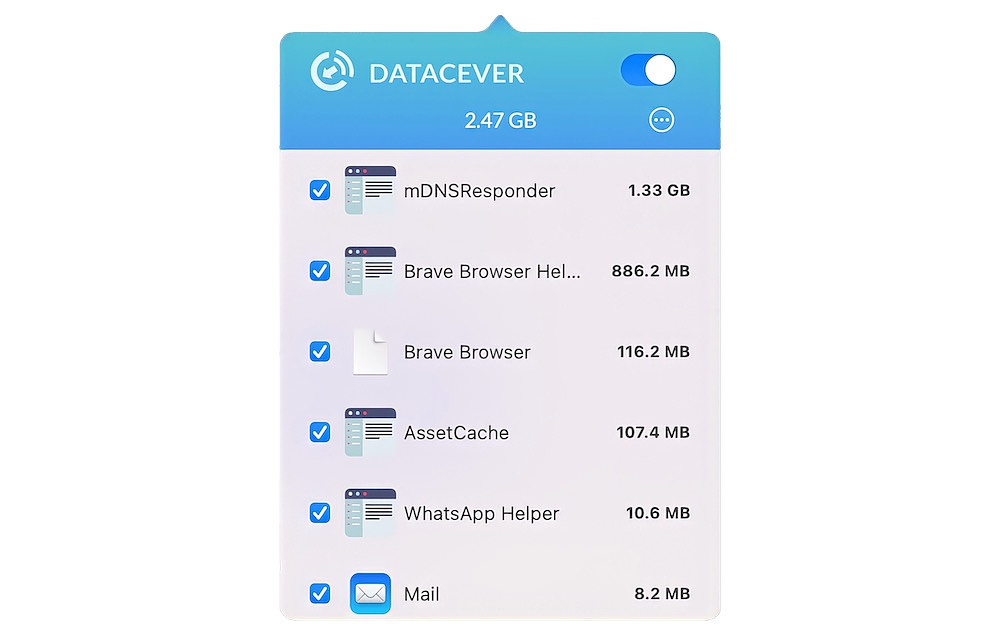 DATACEVER
2.47 GB
mDNSResponder 1.33 GB
Brave Browser Hel... 886.2 MB
Brave Browser 116.2 MB
AssetCache 107.4 MB
WhatsApp Helper 10.6 MB
Mail 8.2 MB